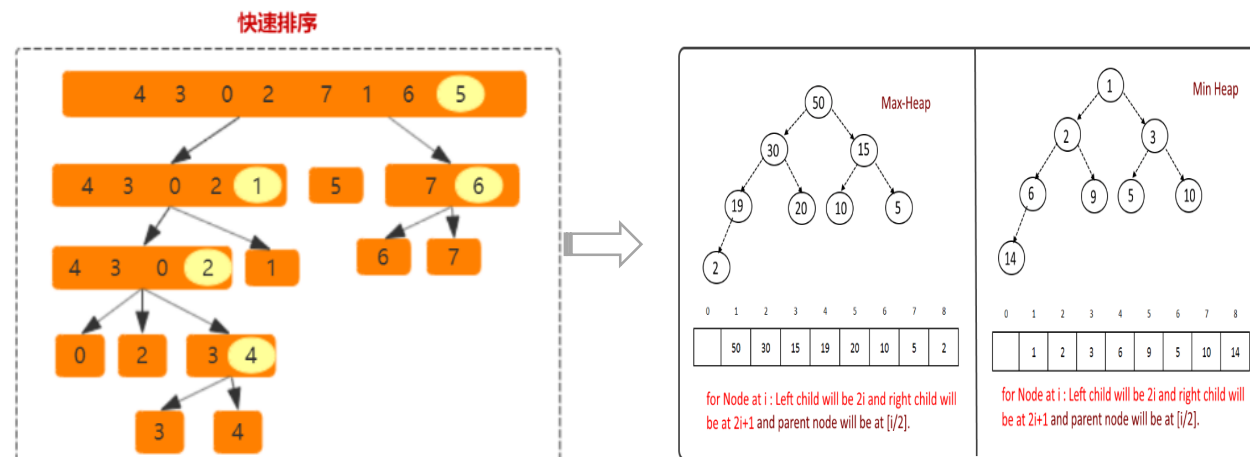 快速排序
4 3 0 2 7 1 6 5
4 3 0 2 1
5
7 6
4 3 0 2
1
6
7
0
2
3 4
3
4
Max-Heap
50
30
15
19
20
10
5
2
0 1 2 3 4 5 6 7 8
50 30 15 19 20 10 5 2
for Node at i : Left child will be 2i and right child will
be at 2i+1 and parent node will be at [i/2].
Min Heap
1
2
3
6
9
5
10
14
0 1 2 3 4 5 6 7 8
1 2 3 6 9 5 10 14
for Node at i : Left child will be 2i and right child will
be at 2i+1 and parent node will be at [i/2].